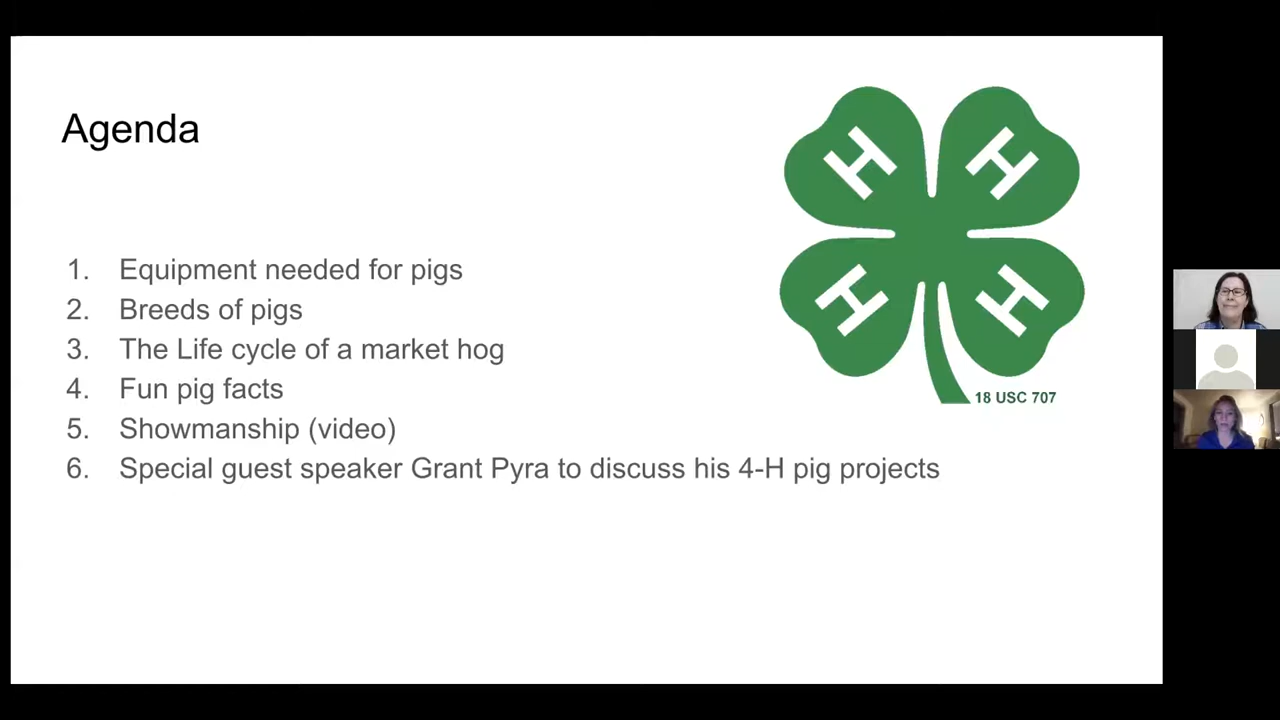 Agenda
H H
H H
18 USC 707
1. Equipment needed for pigs
2. Breeds of pigs
3. The Life cycle of a market hog
4. Fun pig facts
5. Showmanship (video)
6. Special guest speaker Grant Pyra to discuss his 4-H pig projects